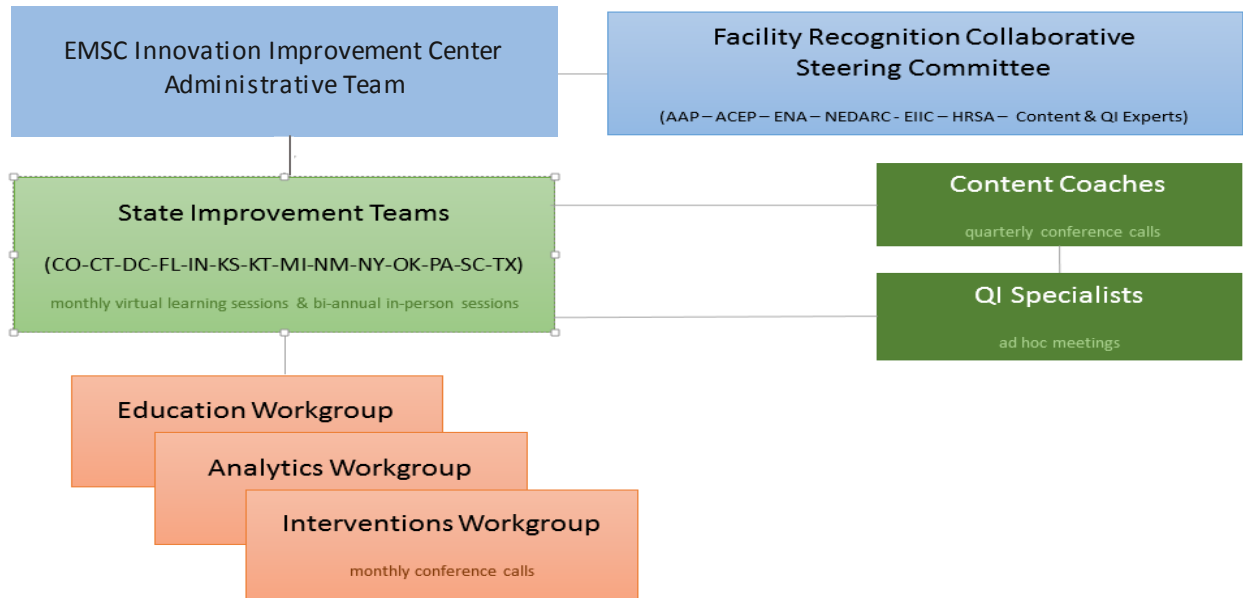 EMSC Innovation Improvement Center
Administrative Team
Facility Recognition Collaborative
Steering Committee
(AAP – ACEP – ENA – NEDARC - EIIC – HRSA – Content & QI Experts)
State Improvement Teams
(CO-CT-DC-FL-IN-KS-KT-MI-NM-NY-OK-PA-SC-TX)
monthly virtual learning sessions & bi-annual in-person sessions
Content Coaches
quarterly conference calls
QI Specialists
ad hoc meetings
Education Workgroup
Analytics Workgroup
Interventions Workgroup
monthly conference calls